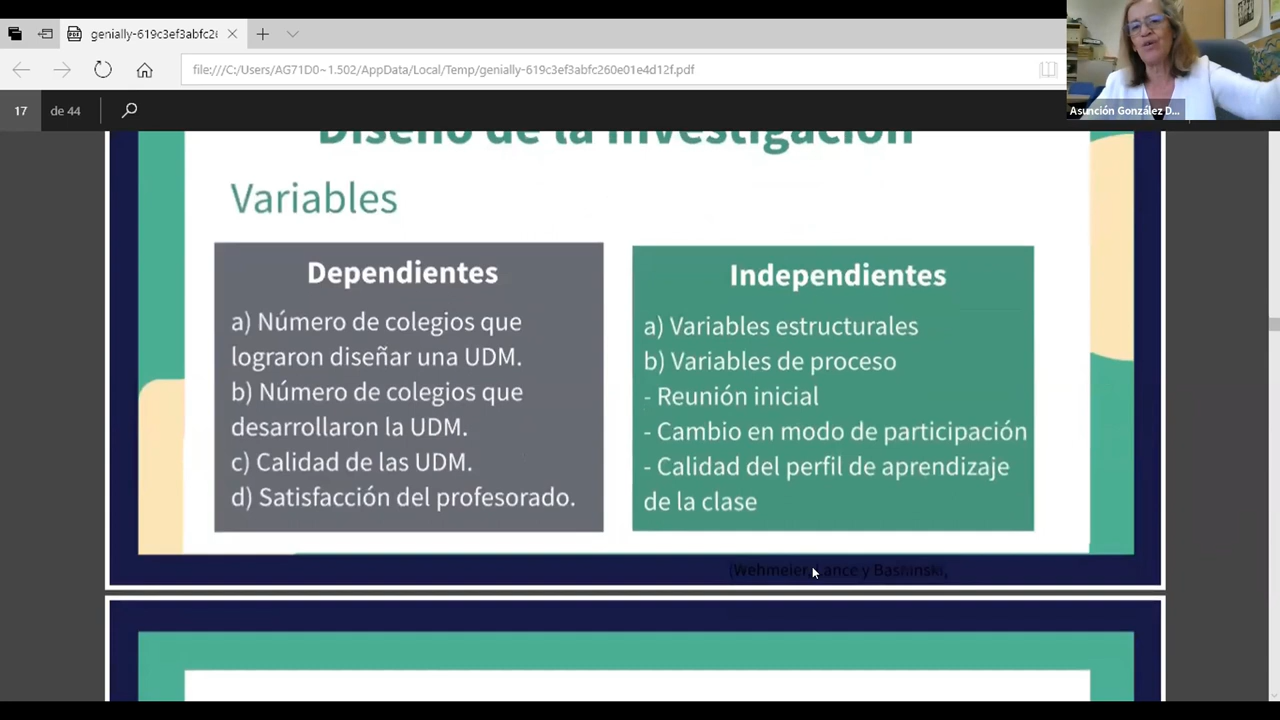 genially-619c3ef3abfc2
file:///C:/Users/AG71D0~1.502/AppData/Local/Temp/genially-619c3ef3abfc260e01e4d12f.pdf
Asunción González D...
17 de 44
Diseño de la investigación
Variables
Dependientes
a) Número de colegios que
lograron diseñar una UDM.
b) Número de colegios que
desarrollaron la UDM.
c) Calidad de las UDM.
d) Satisfacción del profesorado.
Independientes
a) Variables estructurales
b) Variables de proceso
- Reunión inicial
- Cambio en modo de participación
- Calidad del perfil de aprendizaje
de la clase
(Wehmeier, Lance y